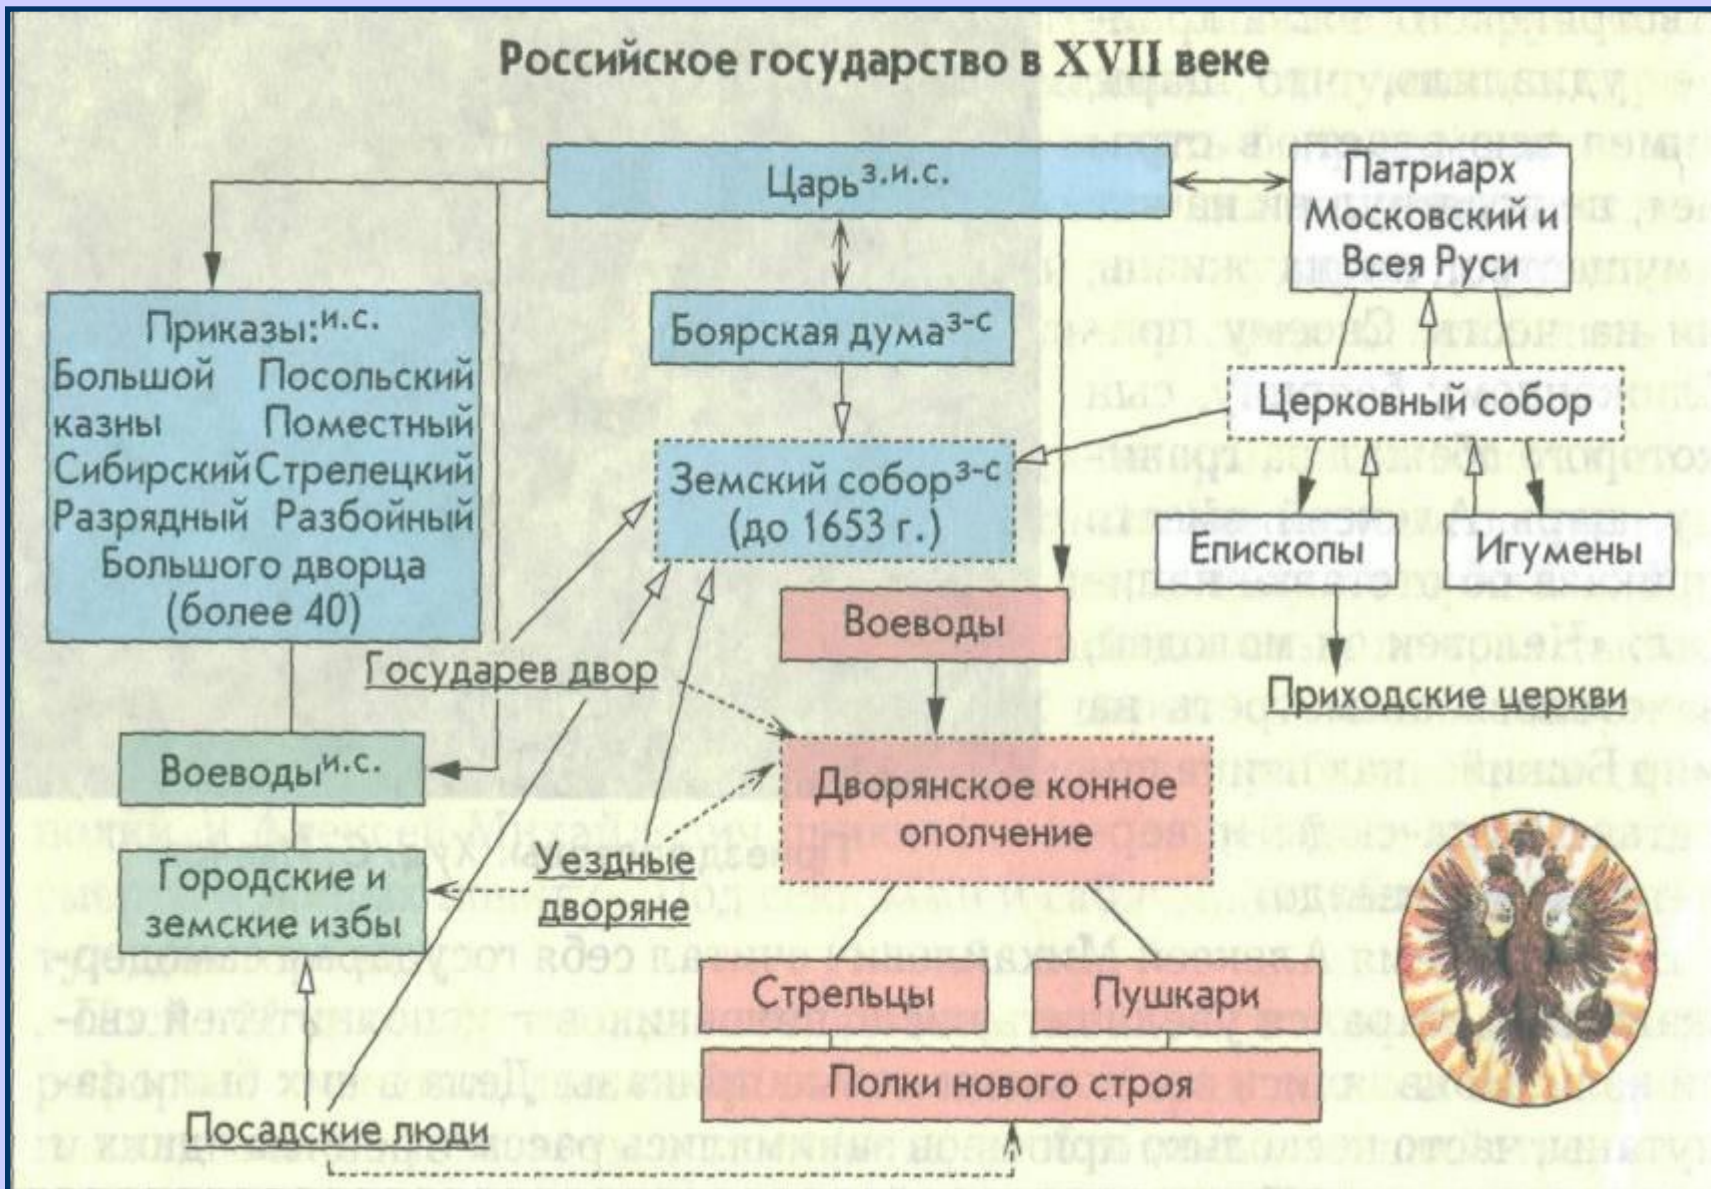 Российское государство в XVII веке
Царь з.и.с.
Патриарх
Московский и
Всея Руси
Приказы: и.с.
Большой Посольский
казны Поместный
Сибирский Стрелецкий
Разрядный Разбойный
Большого дворца
(более 40)
Боярская дума з-с
Церковный собор
Земский собор з-с
(до 1653 г.)
Епископы
Игумены
Воеводы
Государев двор
Приходские церкви
Воеводы и.с.
Дворянское конное
ополчение
Уездные
дворяне
Городские и
земские избы
Стрельцы
Пушкари
Полки нового строя
Посадские люди